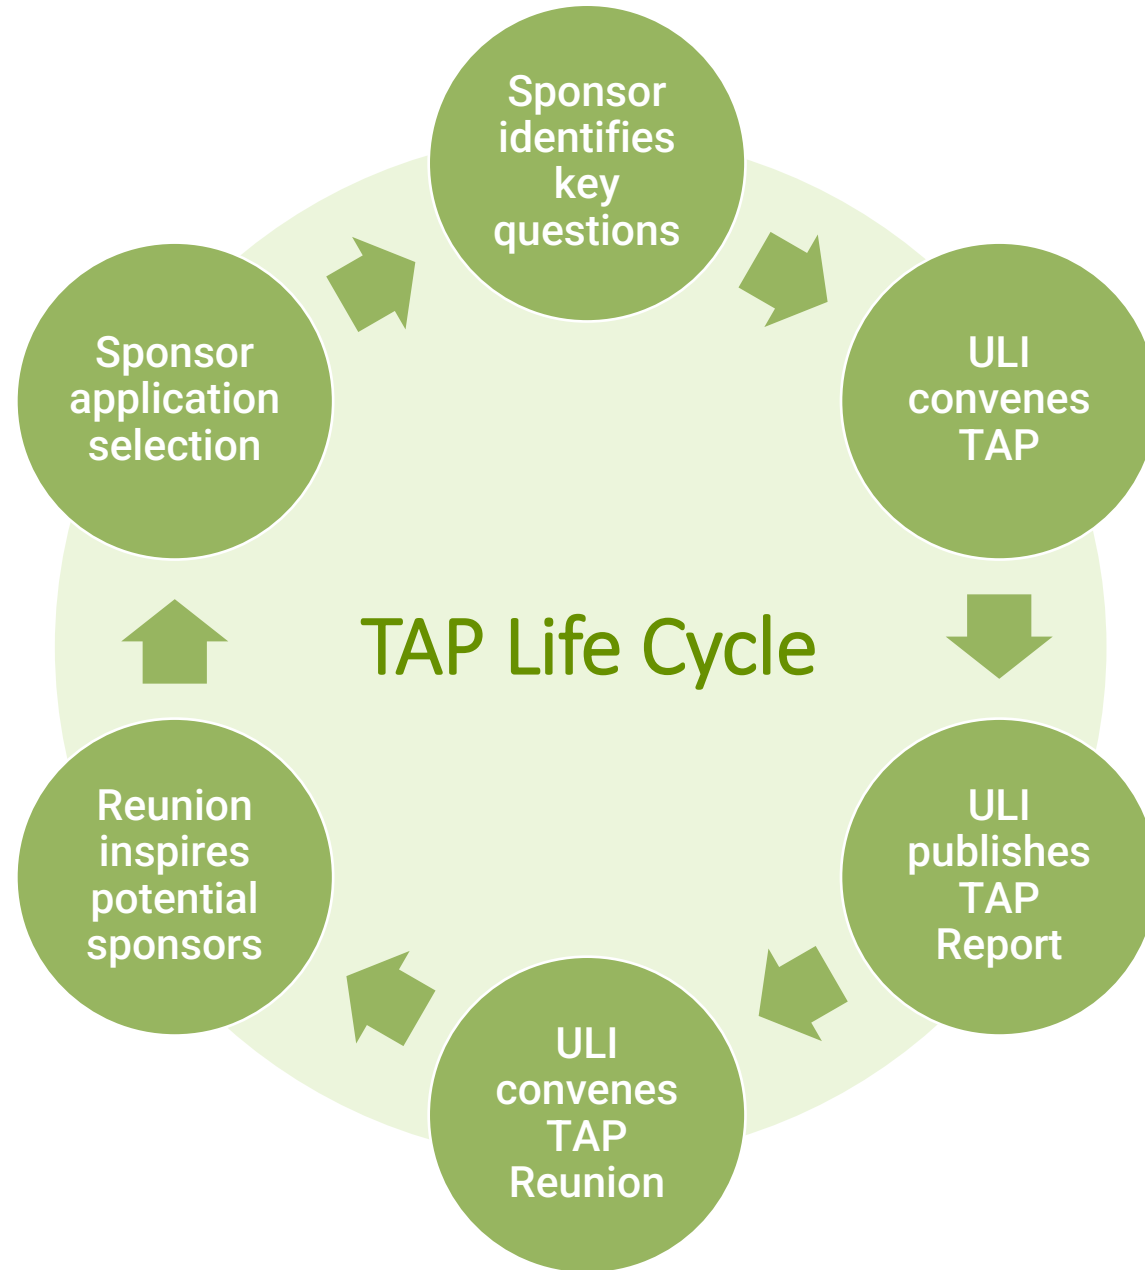 Sponsor
identifies
key
questions
ULI
convenes
TAP
ULI
publishes
TAP
Report
ULI
convenes
TAP
Reunion
Reunion
inspires
potential
sponsors
Sponsor
application
selection
TAP Life Cycle